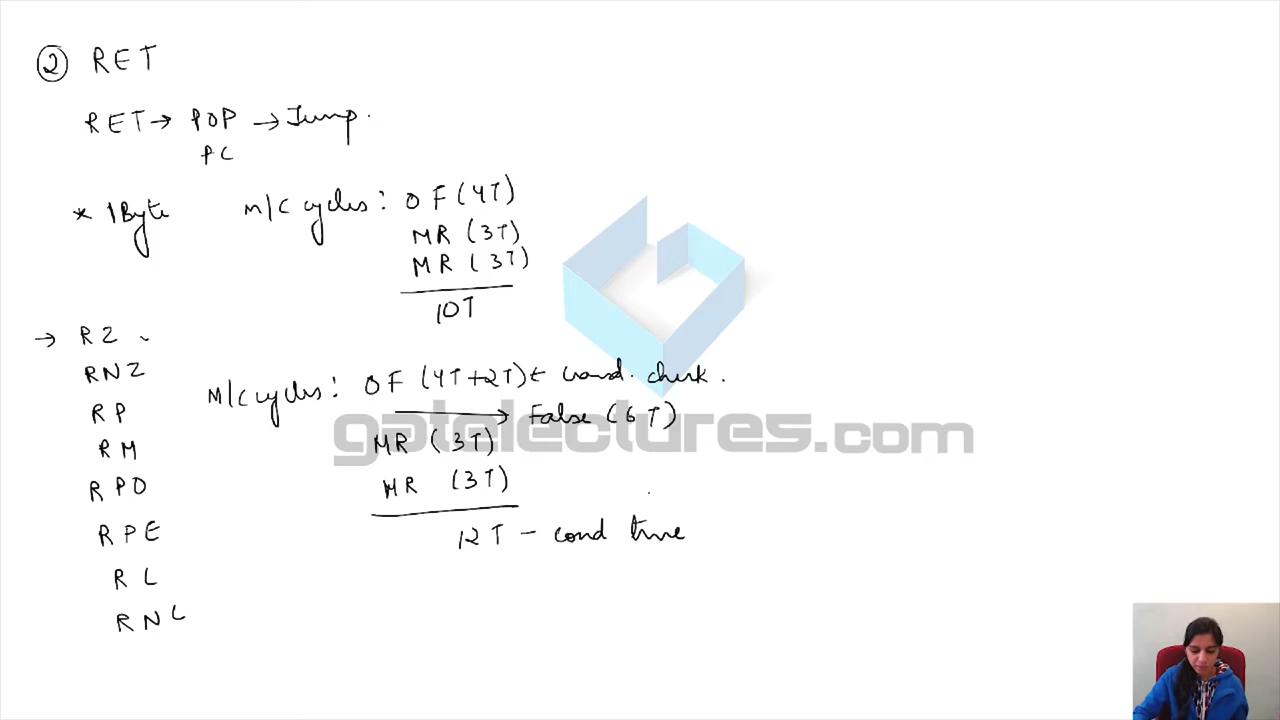 ② RET
RET → POP → Jump.
PC
* 1Byte M/C cycles: OF (4T)
MR (3T)
MR (3T)
10T
→ RZ
RNZ
M/C cycles: OF (4T+2T) ← cond. check.
RP
→ False (6T)
gatelectures.com
RM
MR (3T)
RPO
MR (3T)
RPE
12T - cond true
RC
RNC